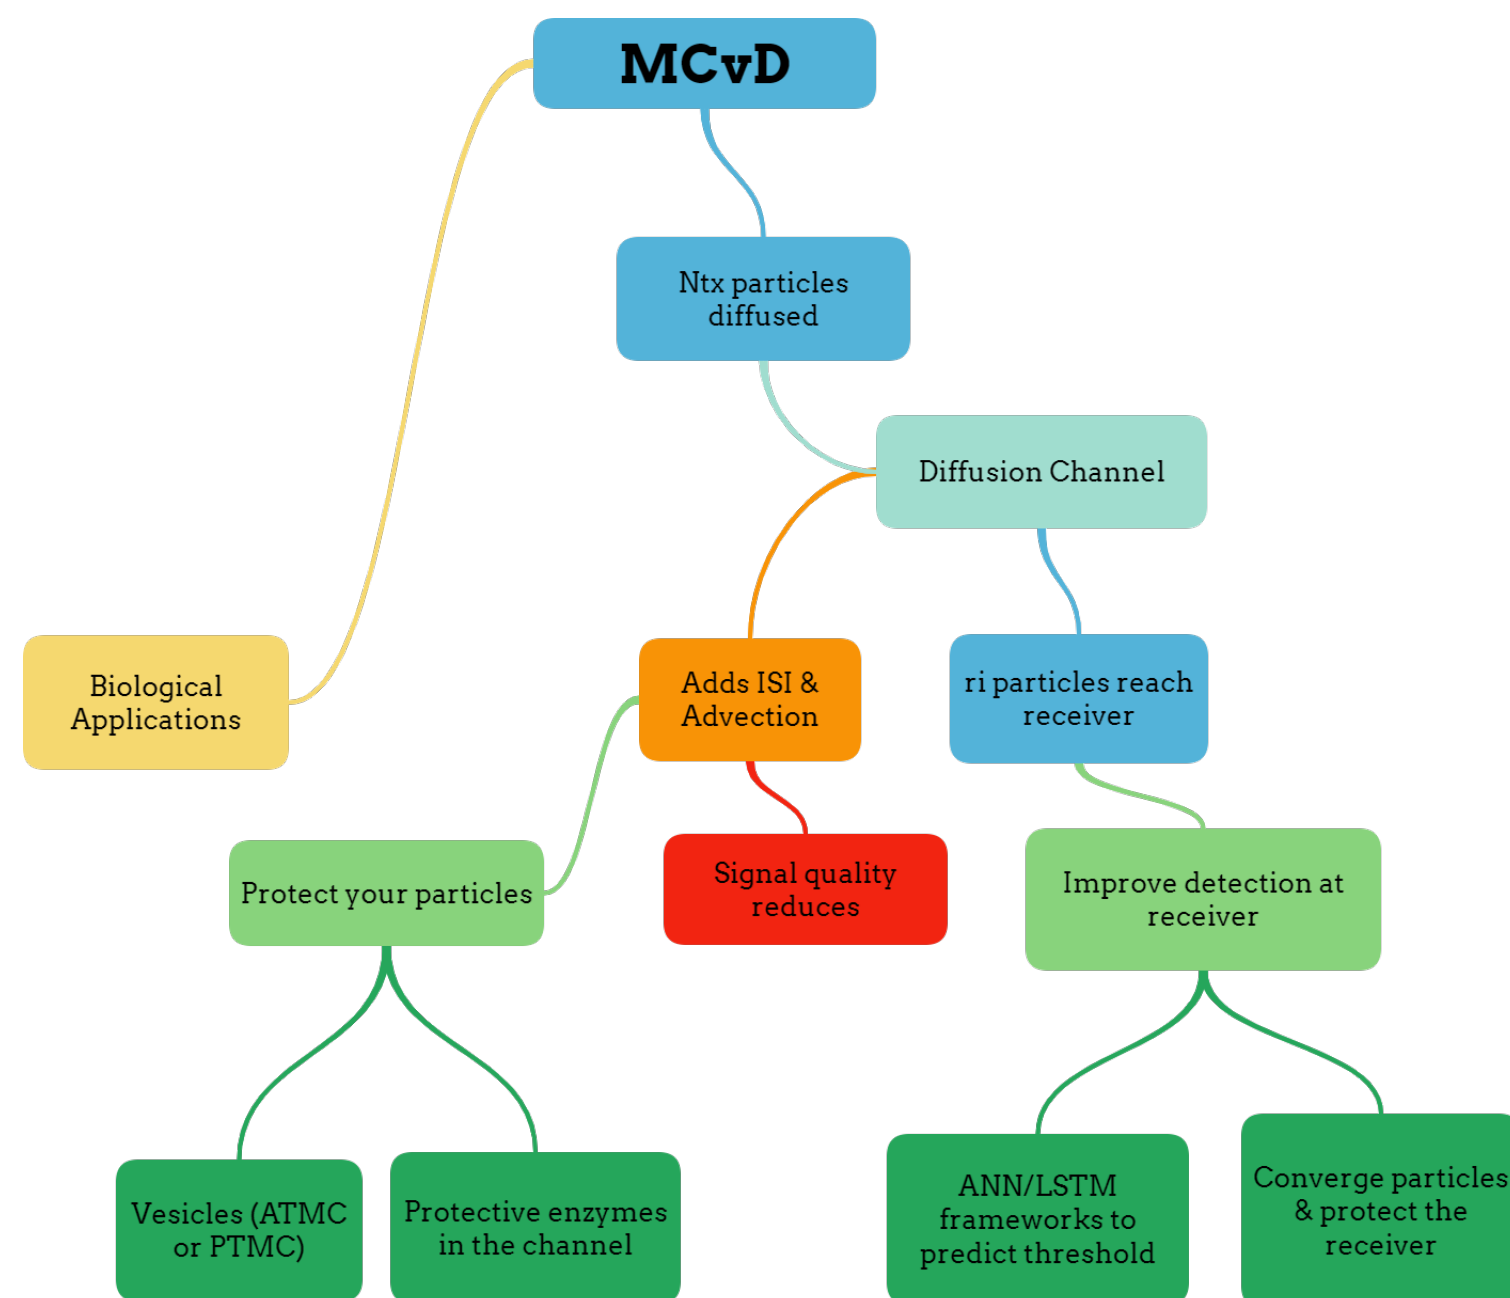 MCvD
Ntx particles
diffused
Diffusion Channel
Biological
Applications
Adds ISI &
Advection
ri particles reach
receiver
Protect your particles
Signal quality
reduces
Improve detection at
receiver
Vesicles (ATMC
or PTMC)
Protective enzymes
in the channel
ANN/LSTM
frameworks to
predict threshold
Converge particles
& protect the
receiver